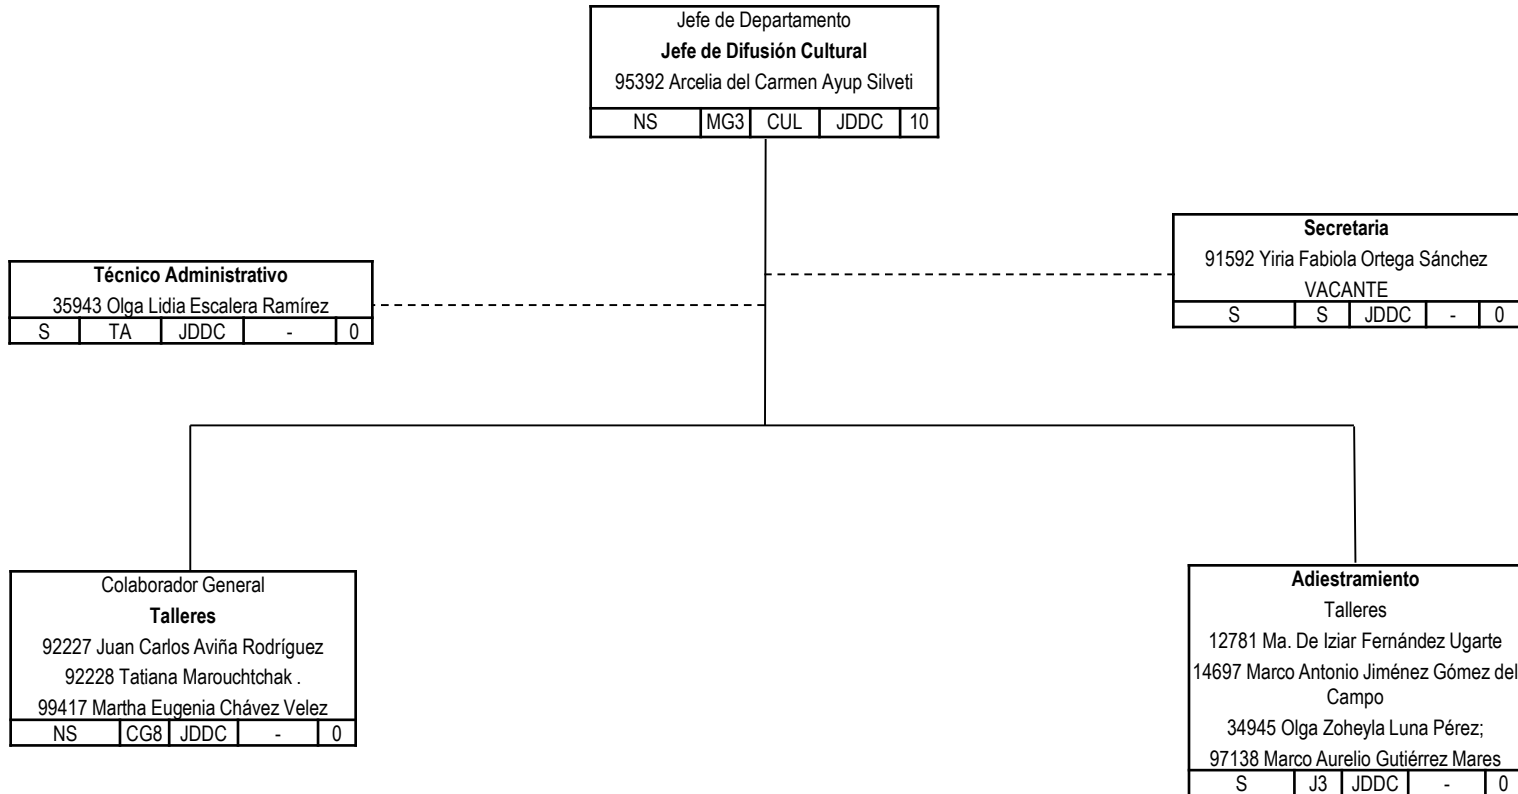 Jefe de Departamento
Jefe de Difusión Cultural
95392 Arcelia del Carmen Ayup Silveti
NS MG3 CUL JDDC 10
Secretaria
91592 Yiria Fabiola Ortega Sánchez
VACANTE
S S JDDC - 0
Técnico Administrativo
35943 Olga Lidia Escalera Ramírez
S TA JDDC - 0
Colaborador General
Talleres
92227 Juan Carlos Aviña Rodríguez
92228 Tatiana Marouchtchak .
99417 Martha Eugenia Chávez Velez
NS CG8 JDDC - 0
Adiestramiento
Talleres
12781 Ma. De Iziar Fernández Ugarte
14697 Marco Antonio Jiménez Gómez del
Campo
34945 Olga Zoheyla Luna Pérez;
97138 Marco Aurelio Gutiérrez Mares
S J3 JDDC - 0